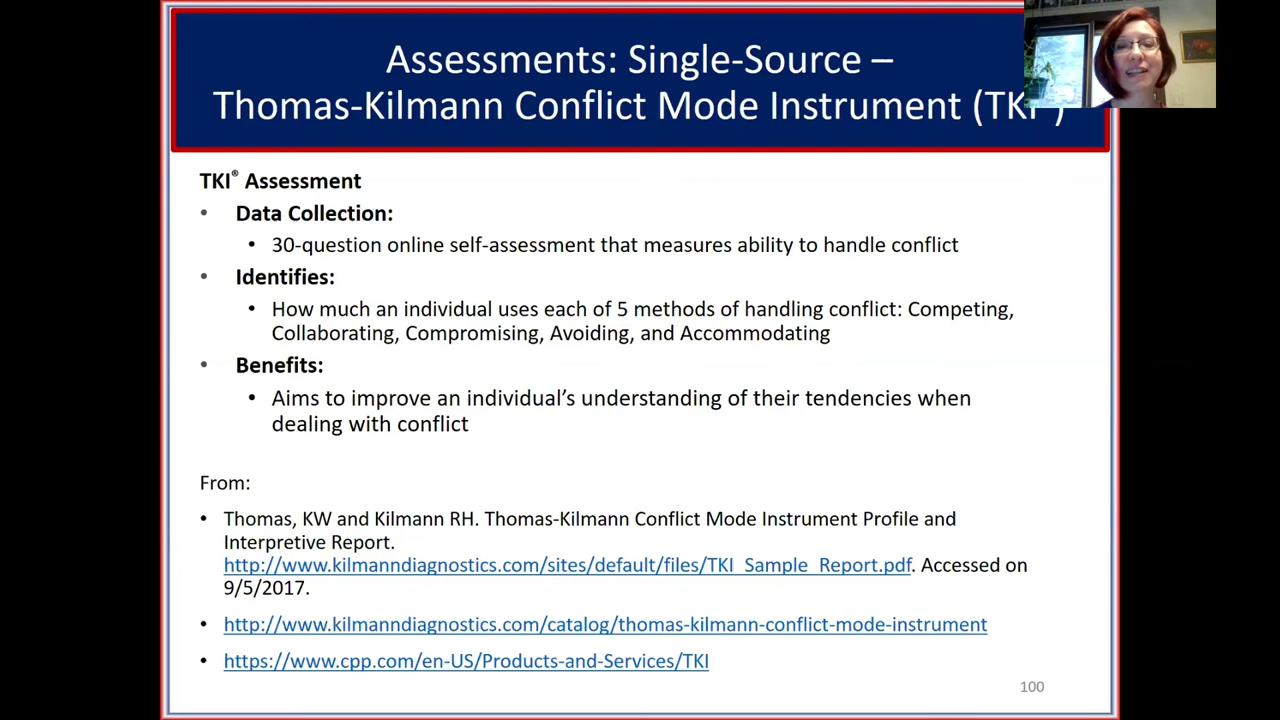 Assessments: Single-Source –
Thomas-Kilmann Conflict Mode Instrument
TKI® Assessment
• Data Collection:
• 30-question online self-assessment that measures ability to handle conflict
• Identifies:
• How much an individual uses each of 5 methods of handling conflict: Competing,
Collaborating, Compromising, Avoiding, and Accommodating
• Benefits:
• Aims to improve an individual’s understanding of their tendencies when
dealing with conflict
From:
• Thomas, KW and Kilmann RH. Thomas-Kilmann Conflict Mode Instrument Profile and
Interpretive Report.
http://www.kilmanndiagnostics.com/sites/default/files/TKI_Sample_Report.pdf. Accessed on
9/5/2017.
• http://www.kilmanndiagnostics.com/catalog/thomas-kilmann-conflict-mode-instrument
• https://www.cpp.com/en-US/Products-and-Services/TKI
100